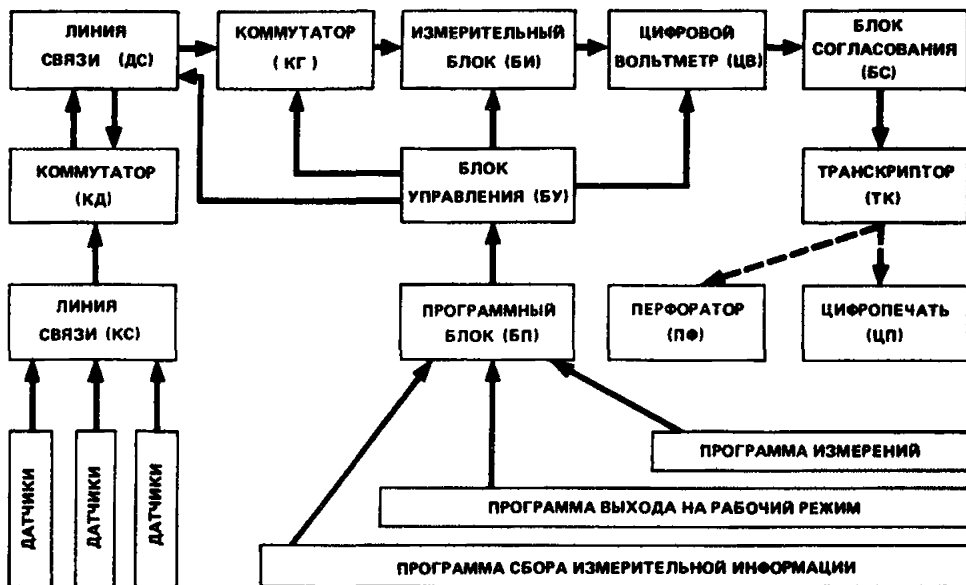 ЛИНИЯ
СВЯЗИ (ДС)
КОММУТАТОР
(КГ)
ИЗМЕРИТЕЛЬНЫЙ
БЛОК (БИ)
ЦИФРОВОЙ
ВОЛЬТМЕТР (ЦВ)
БЛОК
СОГЛАСОВАНИЯ
(БС)
КОММУТАТОР
(КД)
БЛОК
УПРАВЛЕНИЯ (БУ)
ТРАНСКРИПТОР
(ТК)
ЛИНИЯ
СВЯЗИ (КС)
ПРОГРАММНЫЙ
БЛОК (БП)
ПЕРФОРАТОР
(ПФ)
ЦИФРОПЕЧАТЬ
(ЦП)
ДАТЧИКИ
ДАТЧИКИ
ДАТЧИКИ
ПРОГРАММА ИЗМЕРЕНИЙ
ПРОГРАММА ВЫХОДА НА РАБОЧИЙ РЕЖИМ
ПРОГРАММА СБОРА ИЗМЕРИТЕЛЬНОЙ ИНФОРМАЦИИ